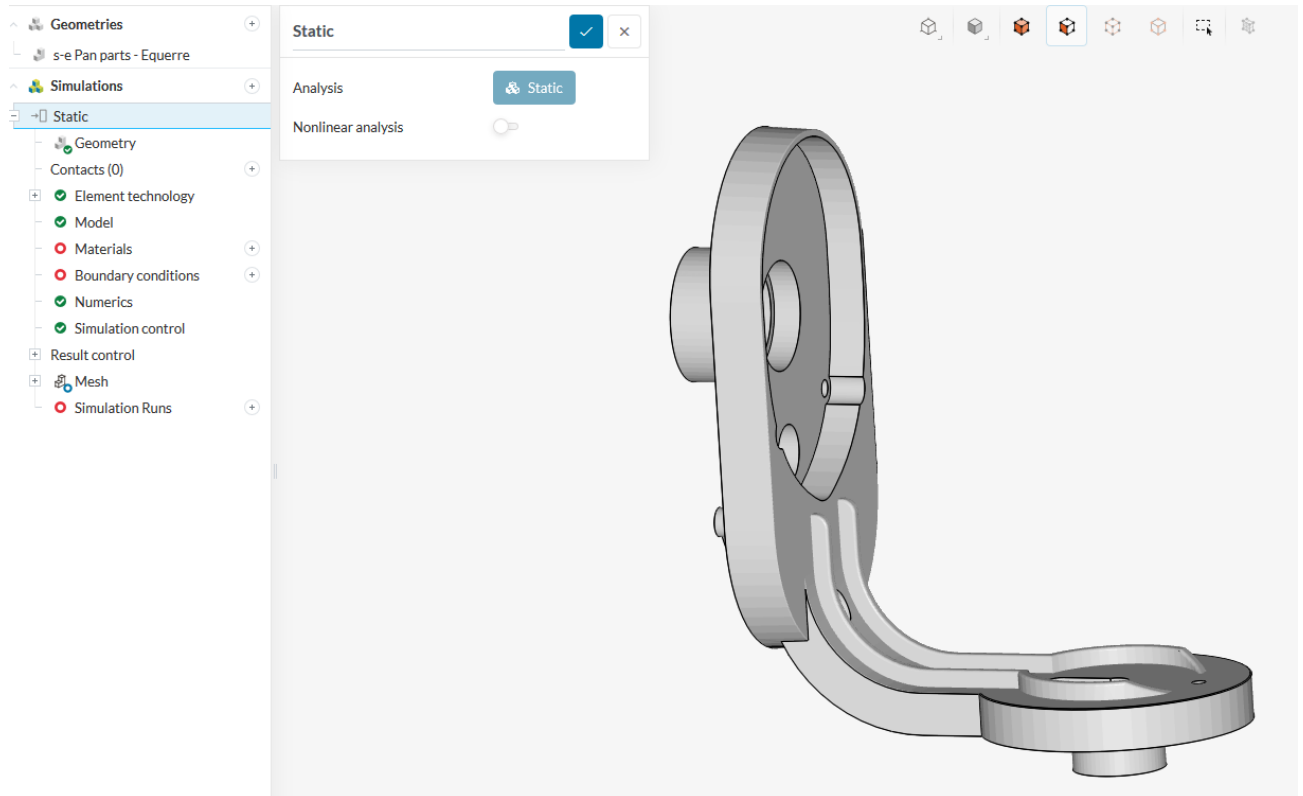 Geometries
s-e Pan parts - Equerre
Simulations
Static
Geometry
Contacts (0)
Element technology
Model
Materials
Boundary conditions
Numerics
Simulation control
Result control
Mesh
Simulation Runs
Static
Analysis Static
Nonlinear analysis